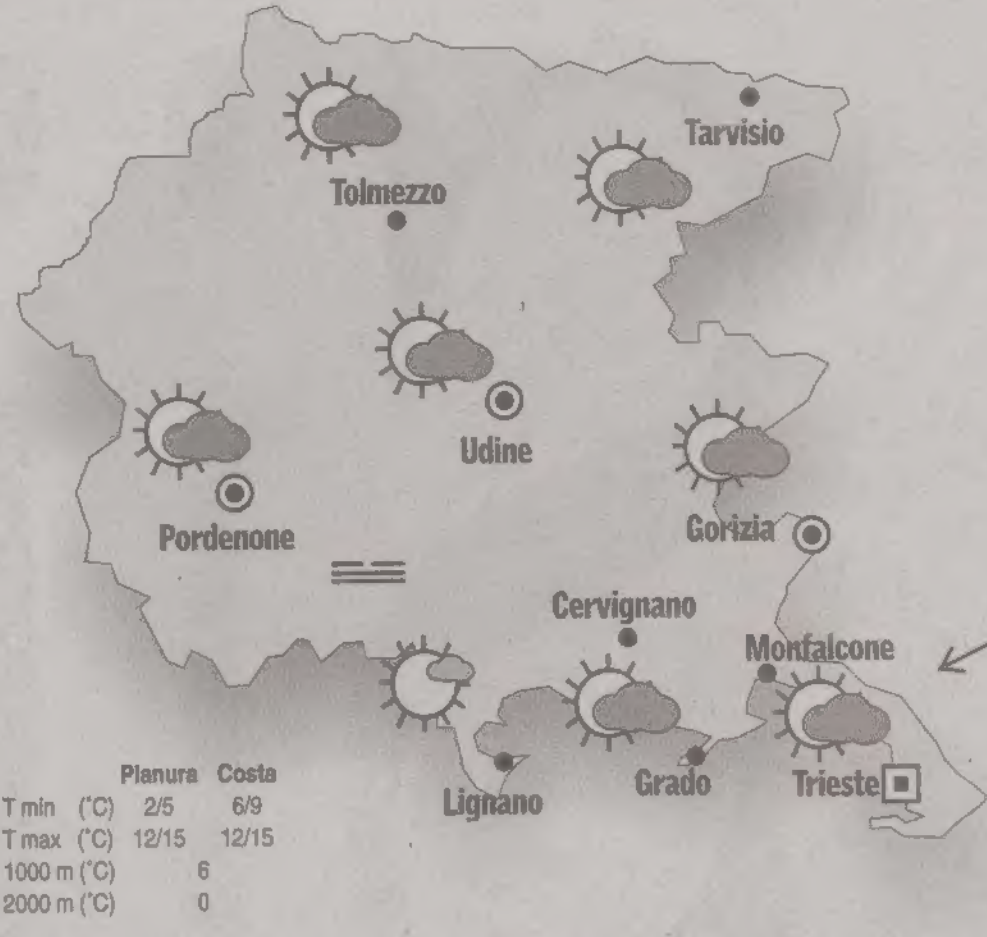 Tarvisio
Tolmezzo
Udine
Pordenone
Gorizia
Cervignano
Monfalcone
Lignano
Grado
Trieste
Planura Costa
T min (°C) 2/5 6/9
T max (°C) 12/15 12/15
1000 m (°C) 6
2000 m (°C) 0